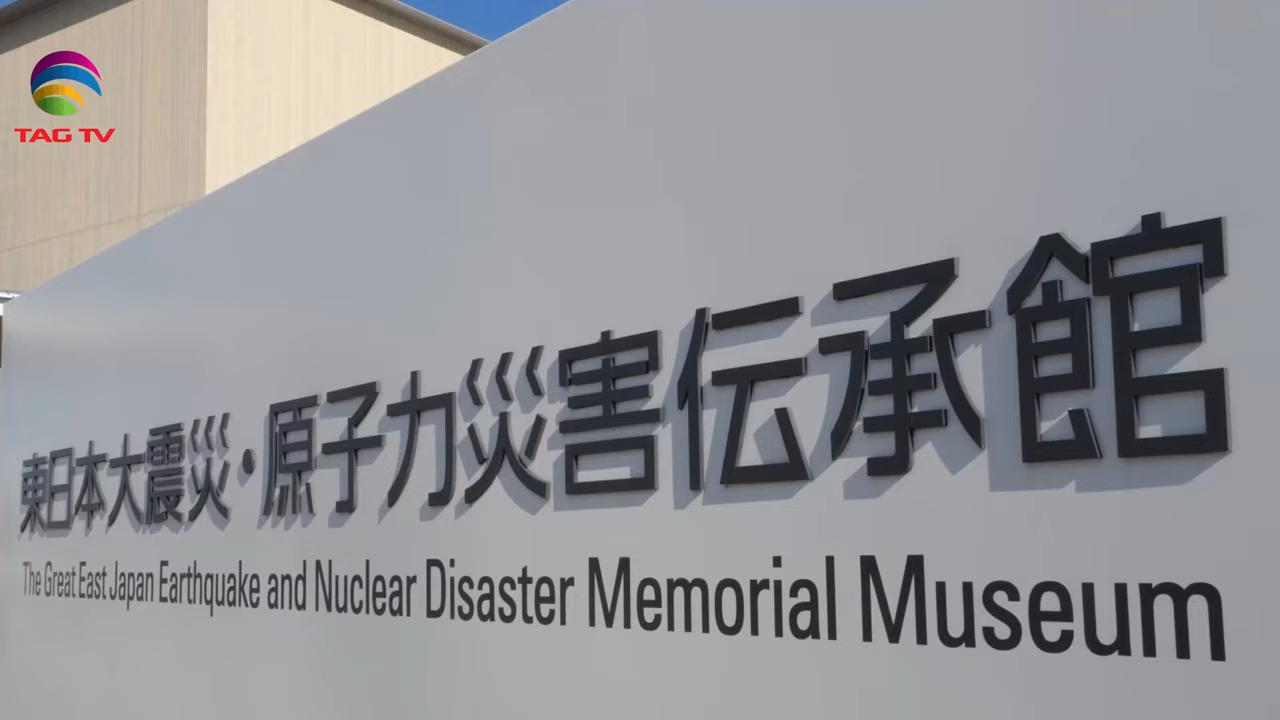 TAG TV
東日本大震災・原子力災害伝承館
The Great East Japan Earthquake and Nuclear Disaster Memorial Museum